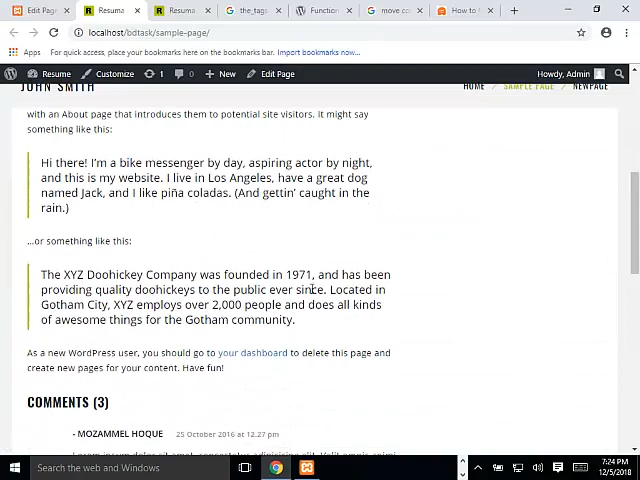 Edit P
Resuma
Resuma
the_tags
Function
move co
How to
localhost/bdtask/sample-page/
Apps For quick access, place your bookmarks here on the bookmarks bar. Import bookmarks now...
Resume Customize 1 0 New Edit Page Howdy, Admin
JOHN SMITH HOME SAMPLE PAGE NEWPAGE
with an About page that introduces them to potential site visitors. It might say
something like this:
Hi there! I'm a bike messenger by day, aspiring actor by night,
and this is my website. I live in Los Angeles, have a great dog
named Jack, and I like piña coladas. (And gettin' caught in the
rain.)
...or something like this:
The XYZ Doohickey Company was founded in 1971, and has been
providing quality doohickeys to the public ever since. Located in
Gotham City, XYZ employs over 2,000 people and does all kinds
of awesome things for the Gotham community.
As a new WordPress user, you should go to your dashboard to delete this page and
create new pages for your content. Have fun!
COMMENTS (3)
- MOZAMMEL HOQUE 25 October 2016 at 12.27 pm
Search the web and Windows
7:24 PM
12/5/2018